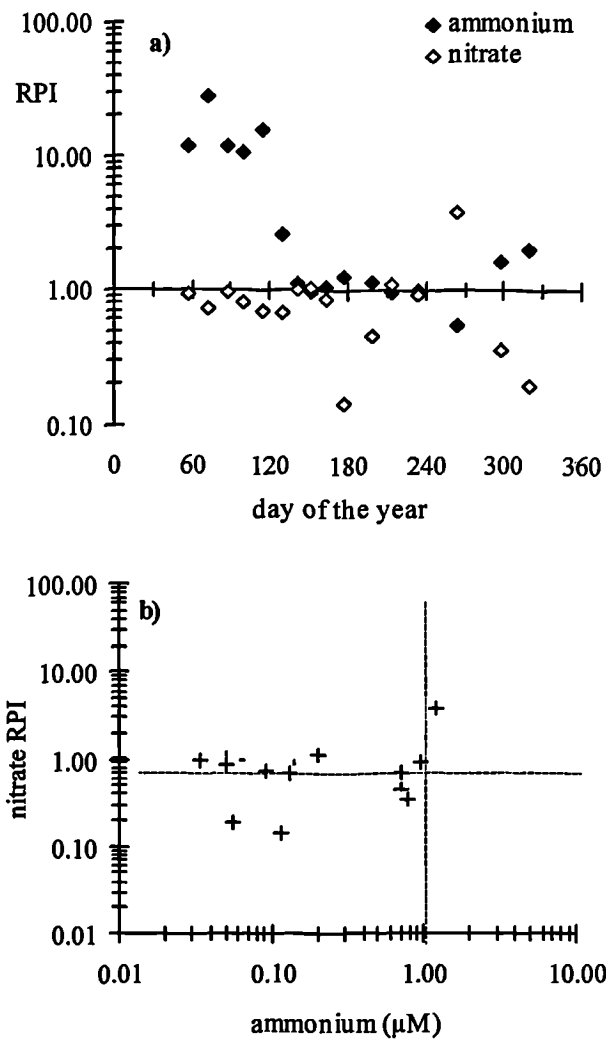 100.00
a)
ammonium
nitrate
RPI
10.00
1.00
0.10
0 60 120 180 240 300 360
day of the year
100.00
b)
10.00
nitrate RPI
1.00
0.10
0.01
0.01 0.10 1.00 10.00
ammonium (µM)